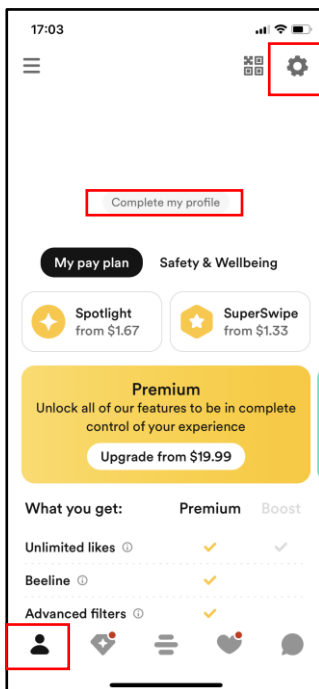 17:03
Complete my profile
My pay plan Safety & Wellbeing
Spotlight
from $1.67
SuperSwipe
from $1.33
Premium
Unlock all of our features to be in complete
control of your experience
Upgrade from $19.99
What you get: Premium Boost
Unlimited likes
Beeline
Advanced filters